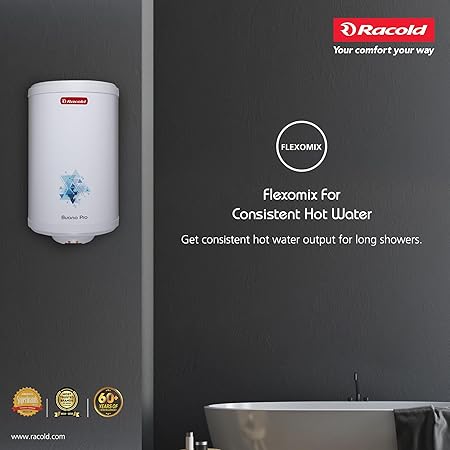 Racold
Your comfort your way
Racold
FLEXOMIX
Flexomix For
Consistent Hot Water
Get consistent hot water output for long showers.
Buono Pro
60+
YEARS OF
www.racold.com